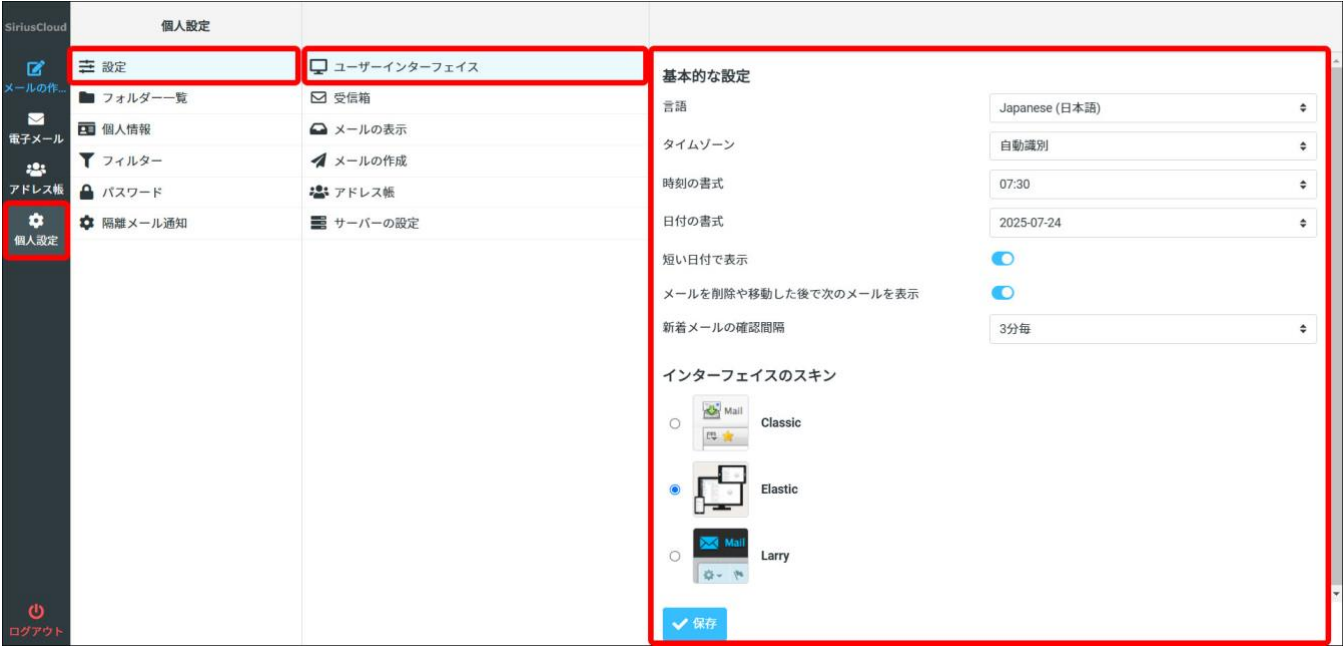 SiriusCloud
メールの作...
電子メール
アドレス帳
個人設定
ログアウト
個人設定
設定
フォルダー一覧
個人情報
フィルター
パスワード
隔離メール通知
ユーザーインターフェイス
受信箱
メールの表示
メールの作成
アドレス帳
サーバーの設定
基本的な設定
言語 Japanese (日本語)
タイムゾーン 自動識別
時刻の書式 07:30
日付の書式 2025-07-24
短い日付で表示
メールを削除や移動した後で次のメールを表示
新着メールの確認間隔 3分毎
インターフェイスのスキン
Mail
Classic
Elastic
Mail
Larry
保存